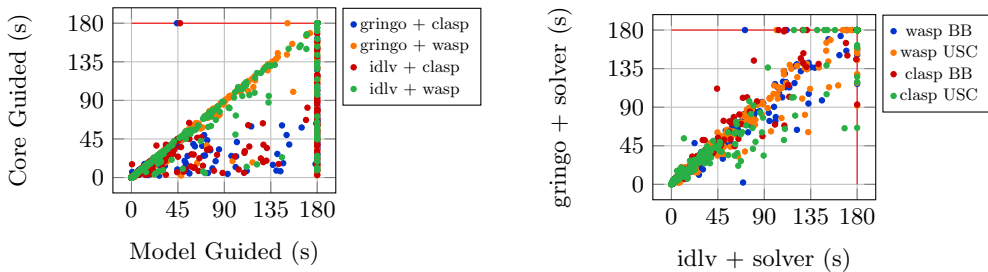 Core Guided (s)
180
135
90
45
0
0 45 90 135 180
Model Guided (s)
gringo + clasp
gringo + wasp
idlv + clasp
idlv + wasp
gringo + solver (s)
180
135
90
45
0
0 45 90 135 180
idlv + solver (s)
wasp BB
wasp USC
clasp BB
clasp USC